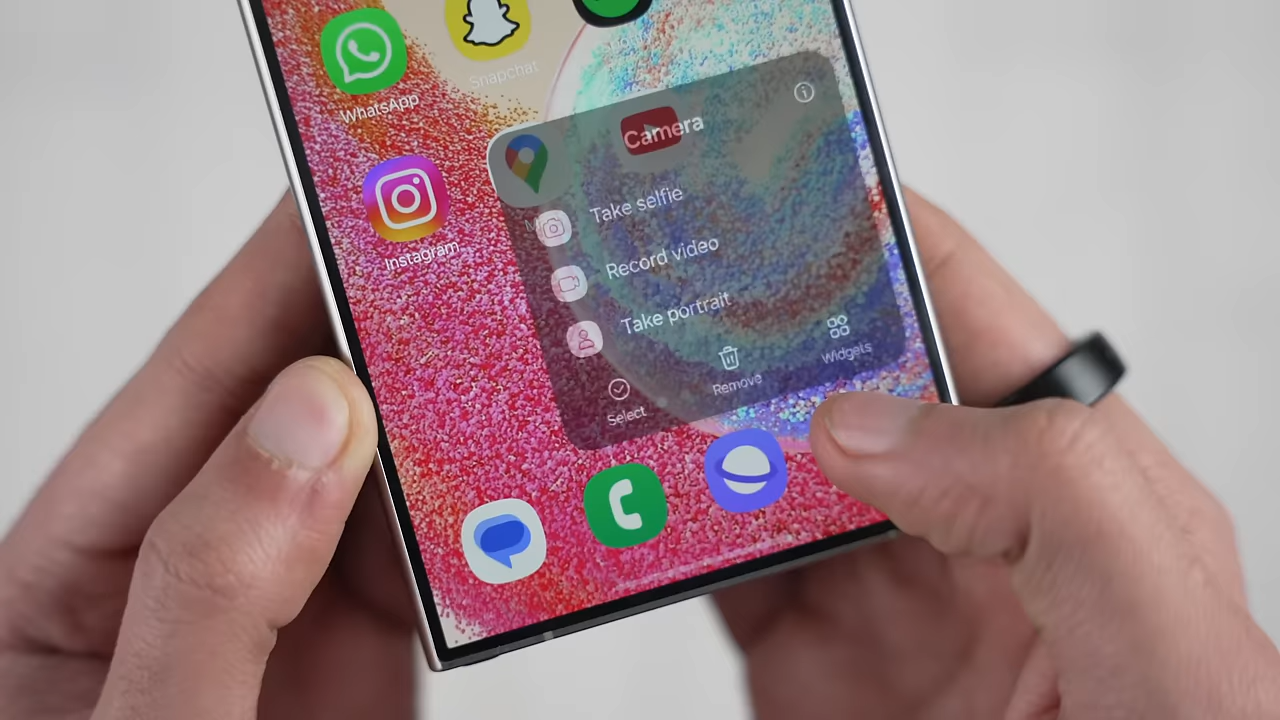 Snapchat
WhatsApp
Camera
Take selfie
Instagram
Record video
Take portrait
Select
Remove
Widgets